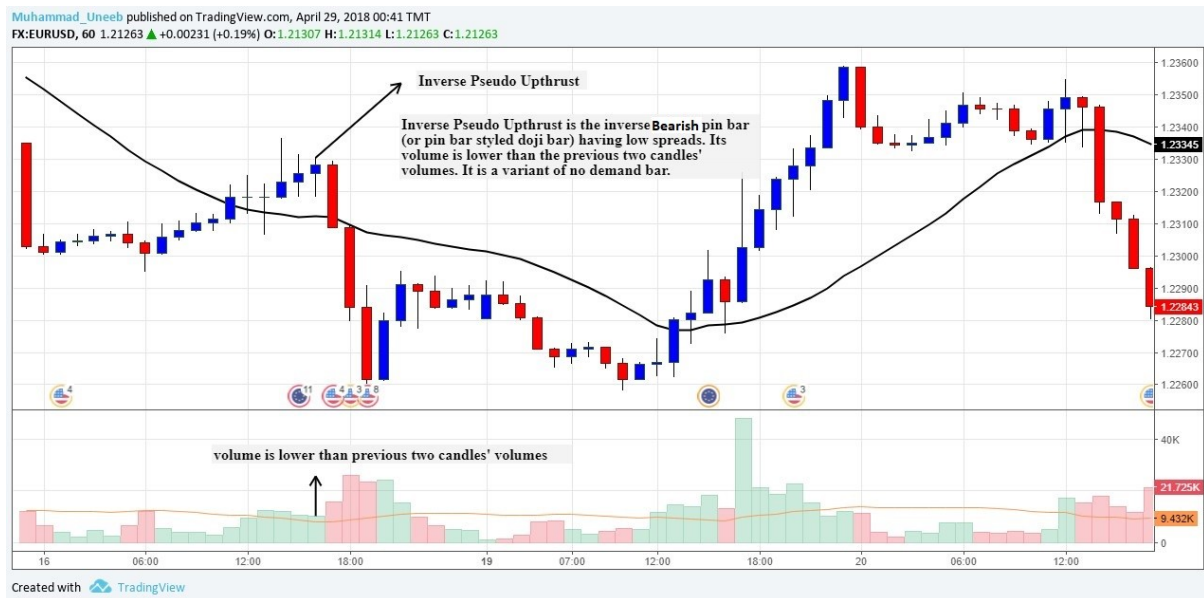 Muhammad_Uneeb published on TradingView.com, April 29, 2018 00:41 TMT
FX:EURUSD, 60 1.21263 ▲ +0.00231 (+0.19%) O:1.21307 H:1.21314 L:1.21263 C:1.21263
Inverse Pseudo Upthrust
Inverse Pseudo Upthrust is the inverse Bearish pin bar
(or pin bar styled doji bar) having low spreads. Its
volume is lower than the previous two candles'
volumes. It is a variant of no demand bar.
1.23600
1.23500
1.23400
1.23345
1.23300
1.23200
1.23100
1.23000
1.22900
1.22843
1.22800
1.22700
1.22600
4 11 4 3 8 3
volume is lower than previous two candles' volumes
40K
21.725K
9.432K
0
16 06:00 12:00 18:00 19 07:00 12:00 18:00 20 06:00 12:00
Created with TradingView